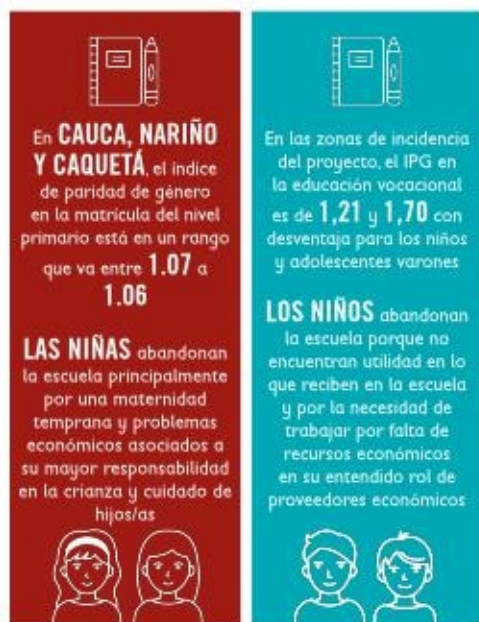 En CAUCA, NARIÑO
Y CAQUETÁ, el índice
de paridad de género
en la matrícula del nivel
primario está en un rango
que va entre 1.07 a
1.06
LAS NIÑAS abandonan
la escuela principalmente
por una maternidad
temprana y problemas
económicos asociados a
su mayor responsabilidad
en la crianza y cuidado de
hijos/as
En las zonas de incidencia
del proyecto, el IPG en
la educación vocacional
es de 1,21 y 1,70 con
desventaja para los niños
y adolescentes varones
LOS NIÑOS abandonan
la escuela porque no
encuentran utilidad en lo
que reciben en la escuela
y por la necesidad de
trabajar por falta de
recursos económicos
en su entendido rol de
proveedores económicos